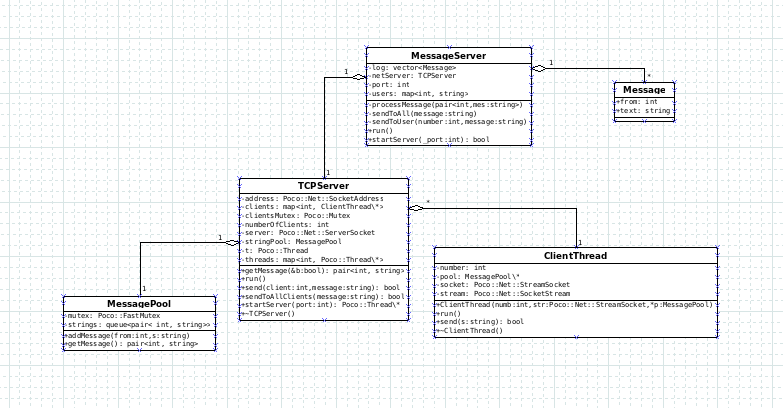 MessageServer
-log: vector<Message>
-netServer: TCPServer
-port: int
-users: map<int, string>
-processMessage(pair<int,mes:string>)
-sendToAll(message:string)
-sendToUser(number:int,message:string)
+run()
+startServer(_port:int): bool
1
*
1
1
Message
+from: int
+text: string
TCPServer
-address: Poco::Net::SocketAddress
-clients: map<int, ClientThread\*>
-clientsMutex: Poco::Mutex
-numberOfClients: int
-server: Poco::Net::ServerSocket
-stringPool: MessagePool
-t: Poco::Thread
-threads: map<int, Poco::Thread\*>
+getMessage(&b:bool): pair<int, string>
+run()
+send(client:int,message:string): bool
+sendToAllClients(message:string): bool
+startServer(port:int): Poco::Thread\*
+~TCPServer()
*
1
1
1
ClientThread
-number: int
-pool: MessagePool\*
-socket: Poco::Net::StreamSocket
-stream: Poco::Net::SocketStream
+ClientThread(numb:int,str:Poco::Net::StreamSocket,*p:MessagePool)
+run()
+send(s:string): bool
+~ClientThread()
MessagePool
-mutex: Poco::FastMutex
-strings: queue<pair< int, string>>
+addMessage(from:int,s:string)
+getMessage(): pair<int, string>